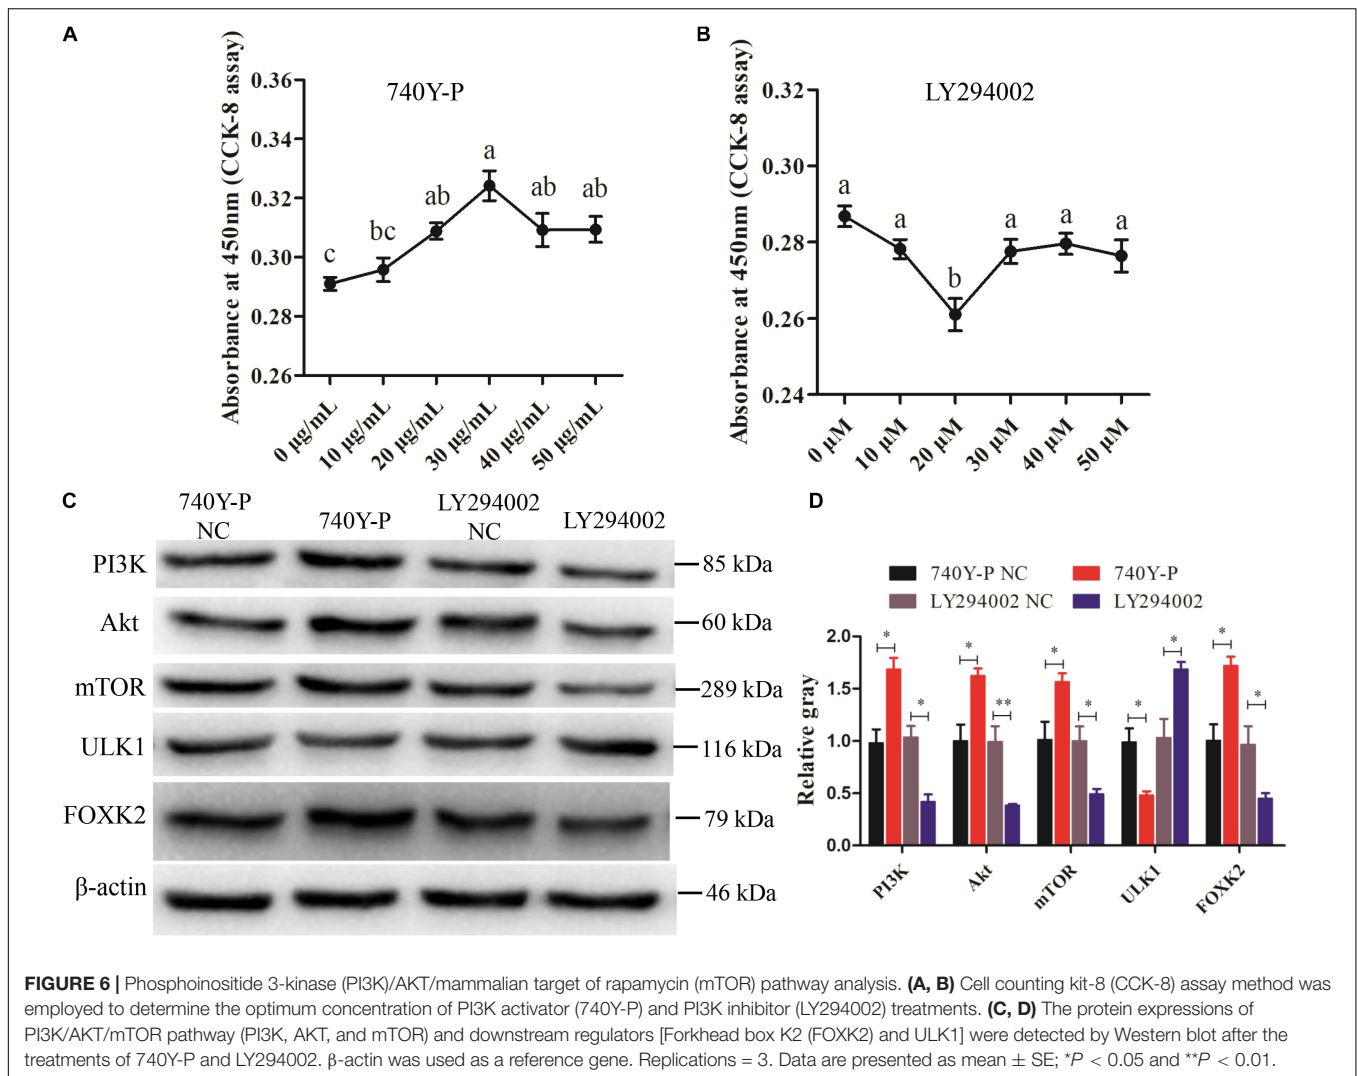 A
740Y-P
Absorbance at 450nm (CCK-8 assay)
0.36
0.34
0.32
0.30
0.28
0.26
c
bc
ab
a
ab
ab
0 µg/mL
10 µg/mL
20 µg/mL
30 µg/mL
40 µg/mL
50 µg/mL
B
LY294002
Absorbance at 450nm (CCK-8 assay)
0.32
0.30
0.28
0.26
0.24
a
a
b
a
a
a
0 µM
10 µM
20 µM
30 µM
40 µM
50 µM
C
740Y-P
NC
740Y-P
LY294002
NC
LY294002
PI3K
85 kDa
Akt
60 kDa
mTOR
289 kDa
ULK1
116 kDa
FOXK2
79 kDa
β-actin
46 kDa
D
740Y-P NC
740Y-P
LY294002 NC
LY294002
Relative gray
2.0
1.5
1.0
0.5
0.0
*
*
*
**
*
*
*
*
*
*
PI3K
Akt
mTOR
ULK1
FOXK2
FIGURE 6 | Phosphoinositide 3-kinase (PI3K)/AKT/mammalian target of rapamycin (mTOR) pathway analysis. (A, B) Cell counting kit-8 (CCK-8) assay method was
employed to determine the optimum concentration of PI3K activator (740Y-P) and PI3K inhibitor (LY294002) treatments. (C, D) The protein expressions of
PI3K/AKT/mTOR pathway (PI3K, AKT, and mTOR) and downstream regulators [Forkhead box K2 (FOXK2) and ULK1] were detected by Western blot after the
treatments of 740Y-P and LY294002. β-actin was used as a reference gene. Replications = 3. Data are presented as mean ± SE; *P < 0.05 and **P < 0.01.